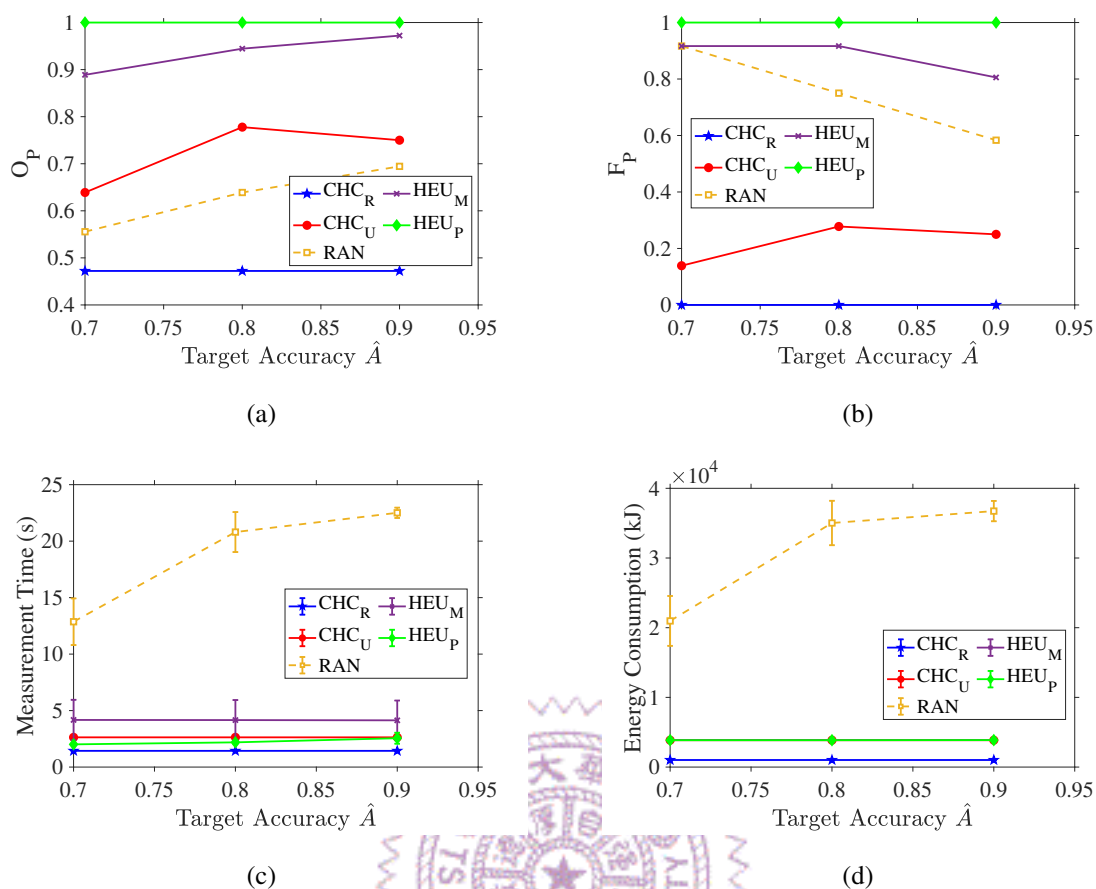 1
0.9
0.8
0.7
0.6
0.5
0.4
O_P
0.7 0.75 0.8 0.85 0.9 0.95
Target Accuracy Â
CHC_R HEU_M
CHC_U HEU_P
RAN
(a)
1
0.8
0.6
0.4
0.2
0
F_P
0.7 0.75 0.8 0.85 0.9 0.95
Target Accuracy Â
CHC_R HEU_M
CHC_U HEU_P
RAN
(b)
25
20
15
10
5
0
Measurement Time (s)
0.7 0.75 0.8 0.85 0.9 0.95
Target Accuracy Â
CHC_R HEU_M
CHC_U HEU_P
RAN
(c)
×10^4
4
3
2
1
0
Energy Consumption (kJ)
0.7 0.75 0.8 0.85 0.9 0.95
Target Accuracy Â
CHC_R HEU_M
CHC_U HEU_P
RAN
(d)